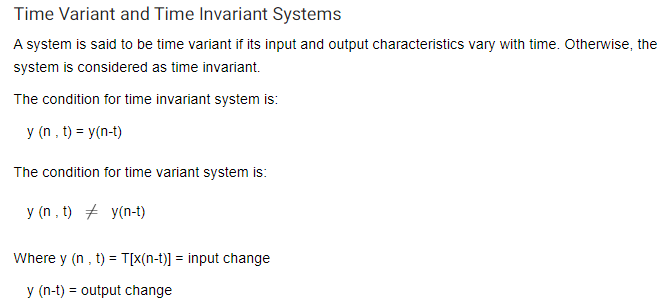 Time Variant and Time Invariant Systems
A system is said to be time variant if its input and output characteristics vary with time. Otherwise, the
system is considered as time invariant.
The condition for time invariant system is:
y (n , t) = y(n-t)
The condition for time variant system is:
y (n , t) ≠ y(n-t)
Where y (n , t) = T[x(n-t)] = input change
y (n-t) = output change